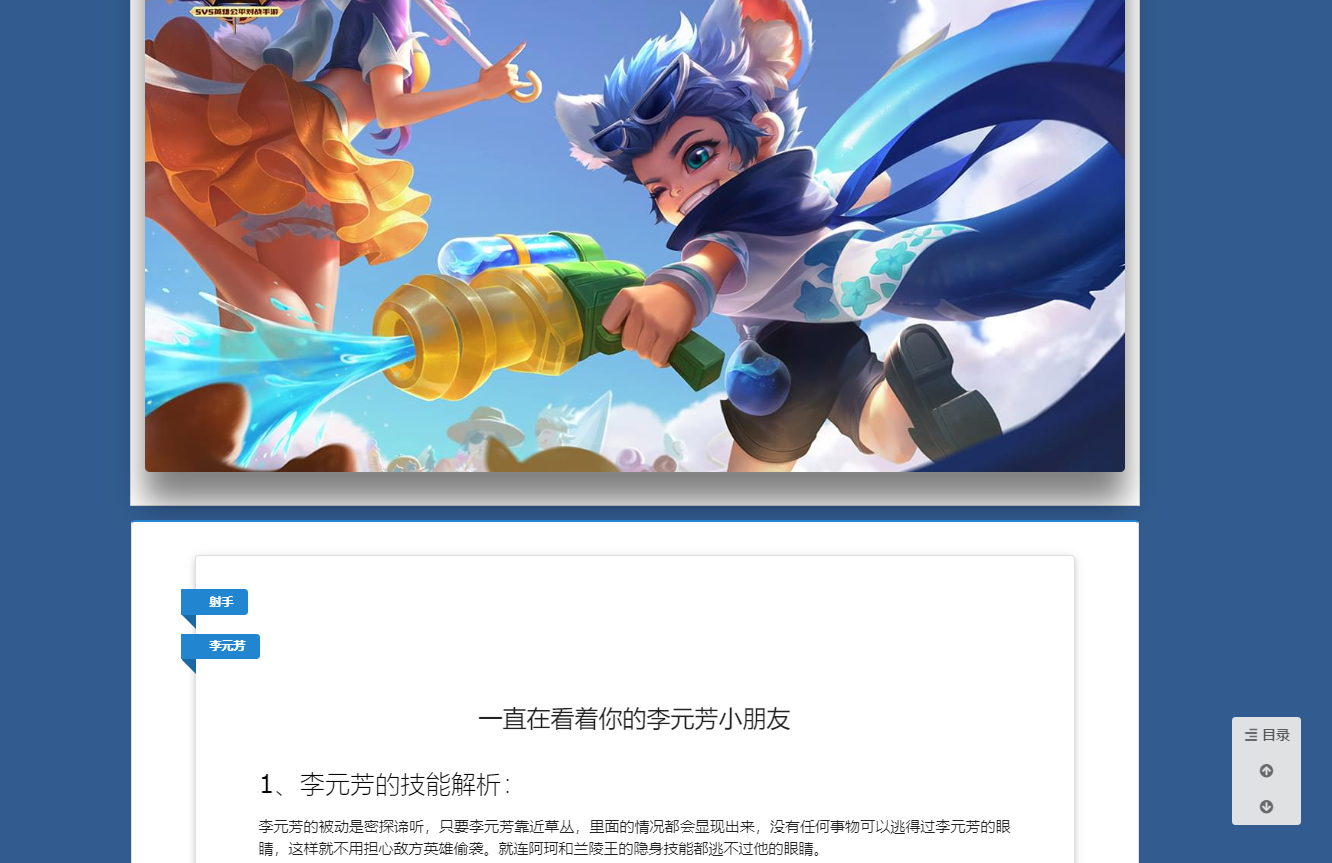 5V5英雄公平对战手游
射手
李元芳
一直在看着你的李元芳小朋友
1、李元芳的技能解析：
李元芳的被动是密探谛听，只要李元芳靠近草丛，里面的情况都会显现出来，没有任何事物可以逃得过李元芳的眼
睛，这样就不用担心敌方英雄偷袭。就连阿珂和兰陵王的隐身技能都逃不过他的眼睛。
目录